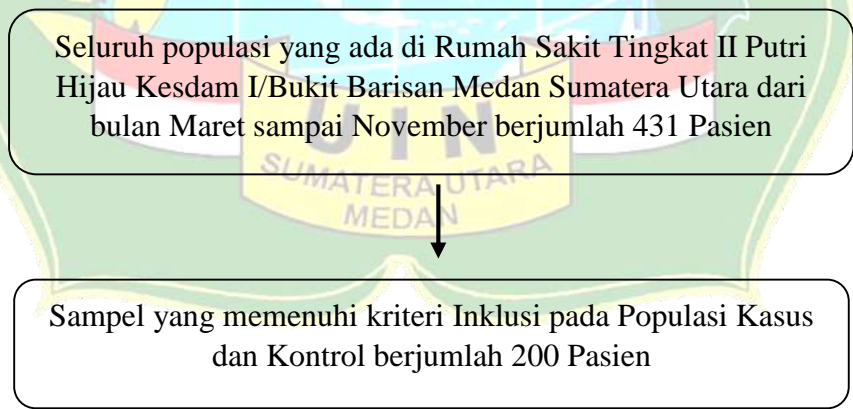 Seluruh populasi yang ada di Rumah Sakit Tingkat II Putri
Hijau Kesdam I/Bukit Barisan Medan Sumatera Utara dari
bulan Maret sampai November berjumlah 431 Pasien
UIN
SUMATERA UTARA
MEDAN
Sampel yang memenuhi kriteri Inklusi pada Populasi Kasus
dan Kontrol berjumlah 200 Pasien